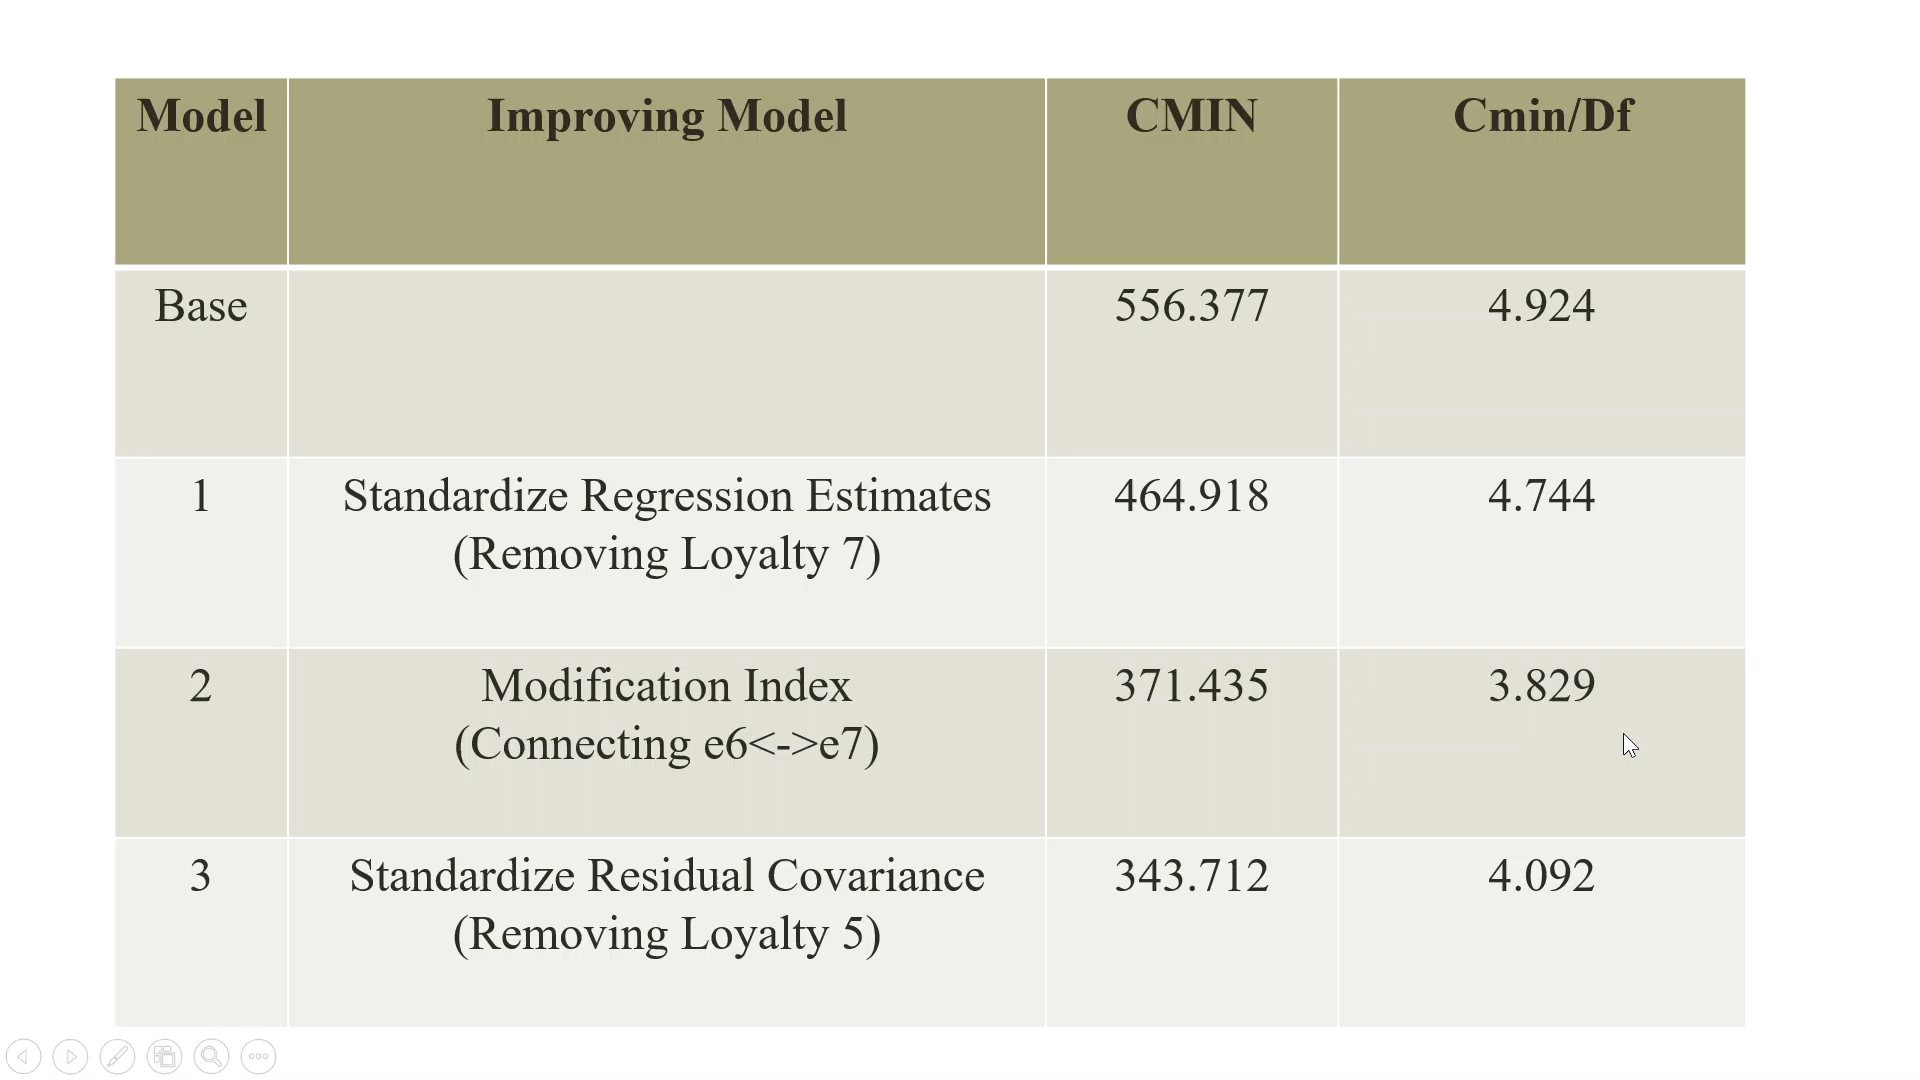 Model Improving Model CMIN Cmin/Df
Base 556.377 4.924
1 Standardize Regression Estimates 464.918 4.744
(Removing Loyalty 7)
2 Modification Index 371.435 3.829
(Connecting e6<->e7)
3 Standardize Residual Covariance 343.712 4.092
(Removing Loyalty 5)